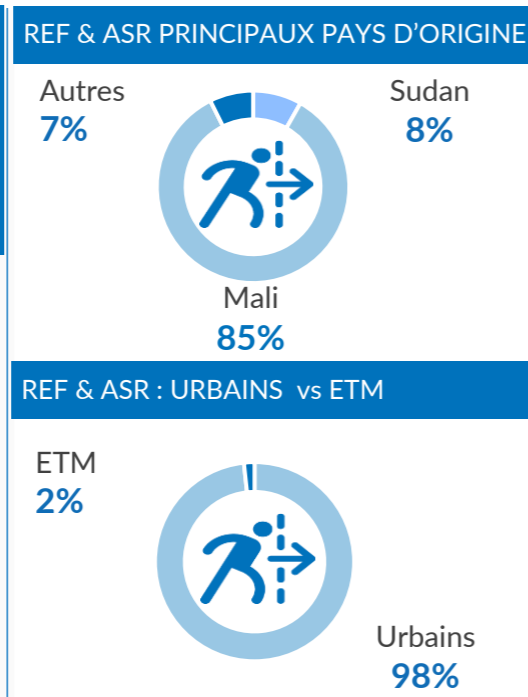 REF & ASR PRINCIPAUX PAYS D’ORIGINE
Autres
7%
Sudan
8%
Mali
85%
REF & ASR : URBAINS vs ETM
ETM
2%
Urbains
98%